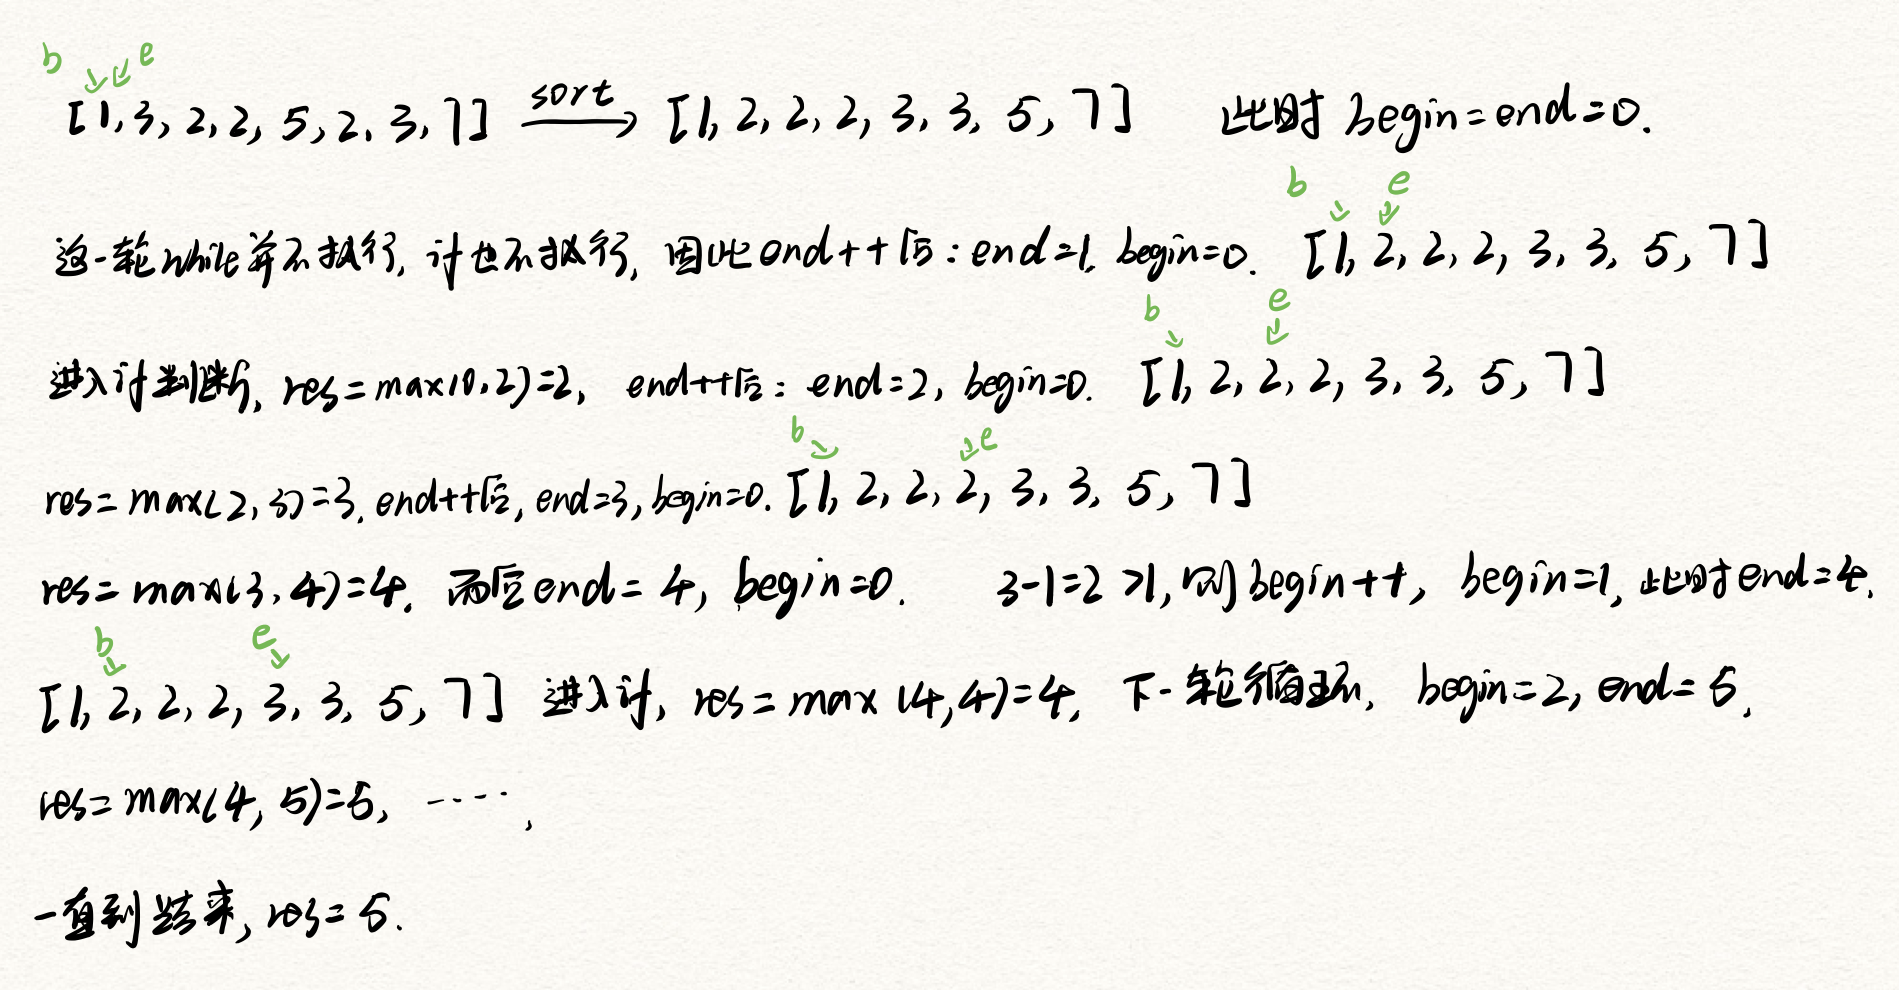 b e
[1,3,2,2,5,2,3,7] sort [1,2,2,2,3,3,5,7] 此时 begin=end=0.
b e
这一轮while并不执行, if也不执行, 因此end++后:end=1, begin=0. [1,2,2,2,3,3,5,7]
b e
进入if判断, res=max(0,2)=2, end++后: end=2, begin=0. [1,2,2,2,3,3,5,7]
b e
res=max(2,3)=3, end++后, end=3, begin=0. [1,2,2,2,3,3,5,7]
res=max(3,4)=4. 而后end=4, begin=0. 3-1=2>1, 则begin++, begin=1, 此时end=4.
b e
[1,2,2,2,3,3,5,7] 进入if, res=max(4,4)=4, 下一轮循环, begin=2, end=5,
res=max(4,5)=5, ·····,
一直到结束, res=5.